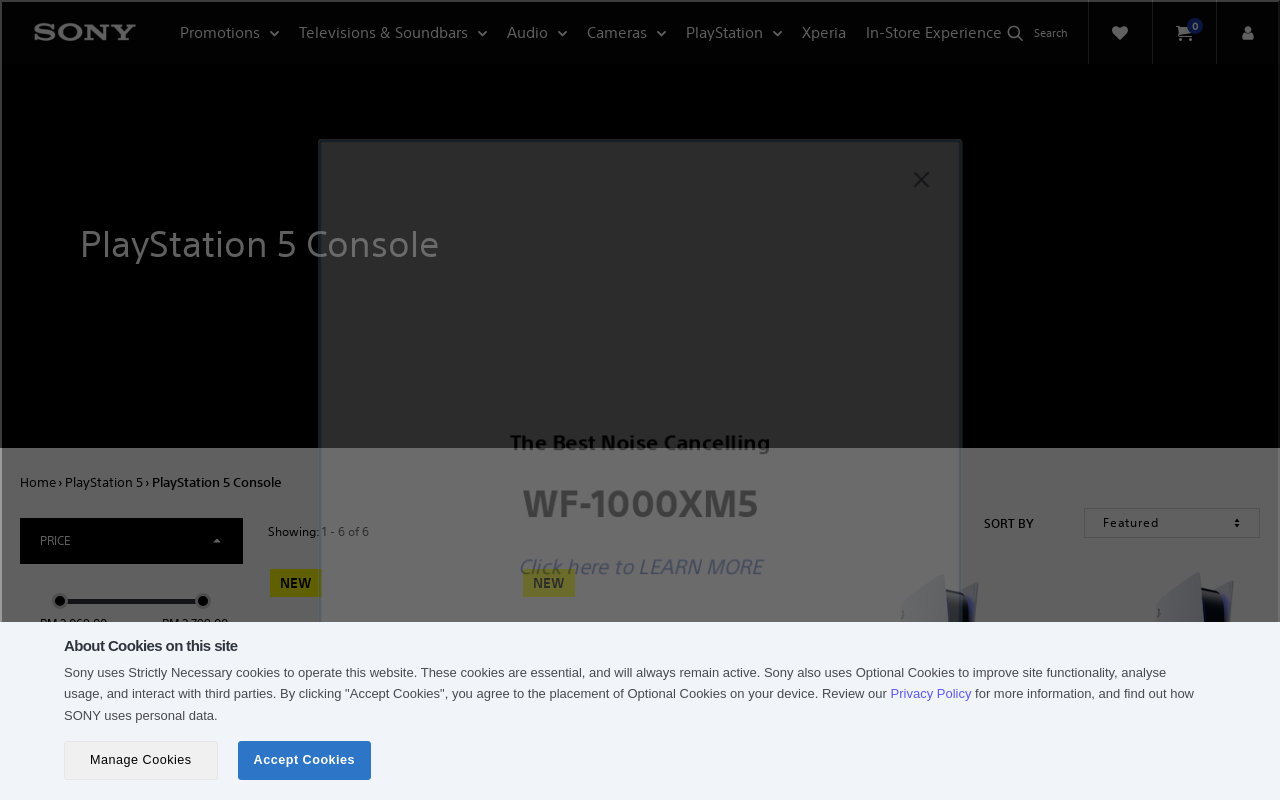 SONY
Promotions
Televisions & Soundbars
Audio
Cameras
PlayStation
Xperia
In-Store Experience
Search
0
PlayStation 5 Console
The Best Noise Cancelling
WF-1000XM5
Click here to LEARN MORE
Home › PlayStation 5 › PlayStation 5 Console
PRICE
Showing: 1 - 6 of 6
SORT BY
Featured
NEW
NEW
About Cookies on this site
Sony uses Strictly Necessary cookies to operate this website. These cookies are essential, and will always remain active. Sony also uses Optional Cookies to improve site functionality, analyse
usage, and interact with third parties. By clicking "Accept Cookies", you agree to the placement of Optional Cookies on your device. Review our Privacy Policy for more information, and find out how
SONY uses personal data.
Manage Cookies
Accept Cookies